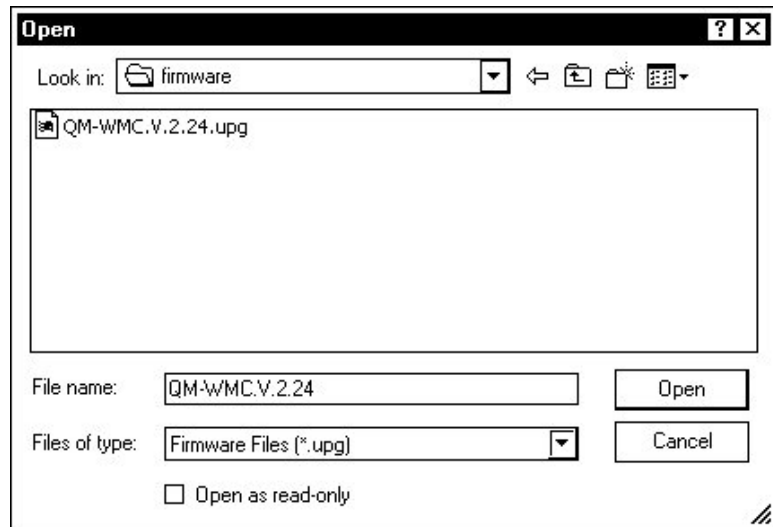 Open
Look in: firmware
QM-WMC.V.2.24.upg
File name: QM-WMC.V.2.24 Open
Files of type: Firmware Files (*.upg) Cancel
Open as read-only